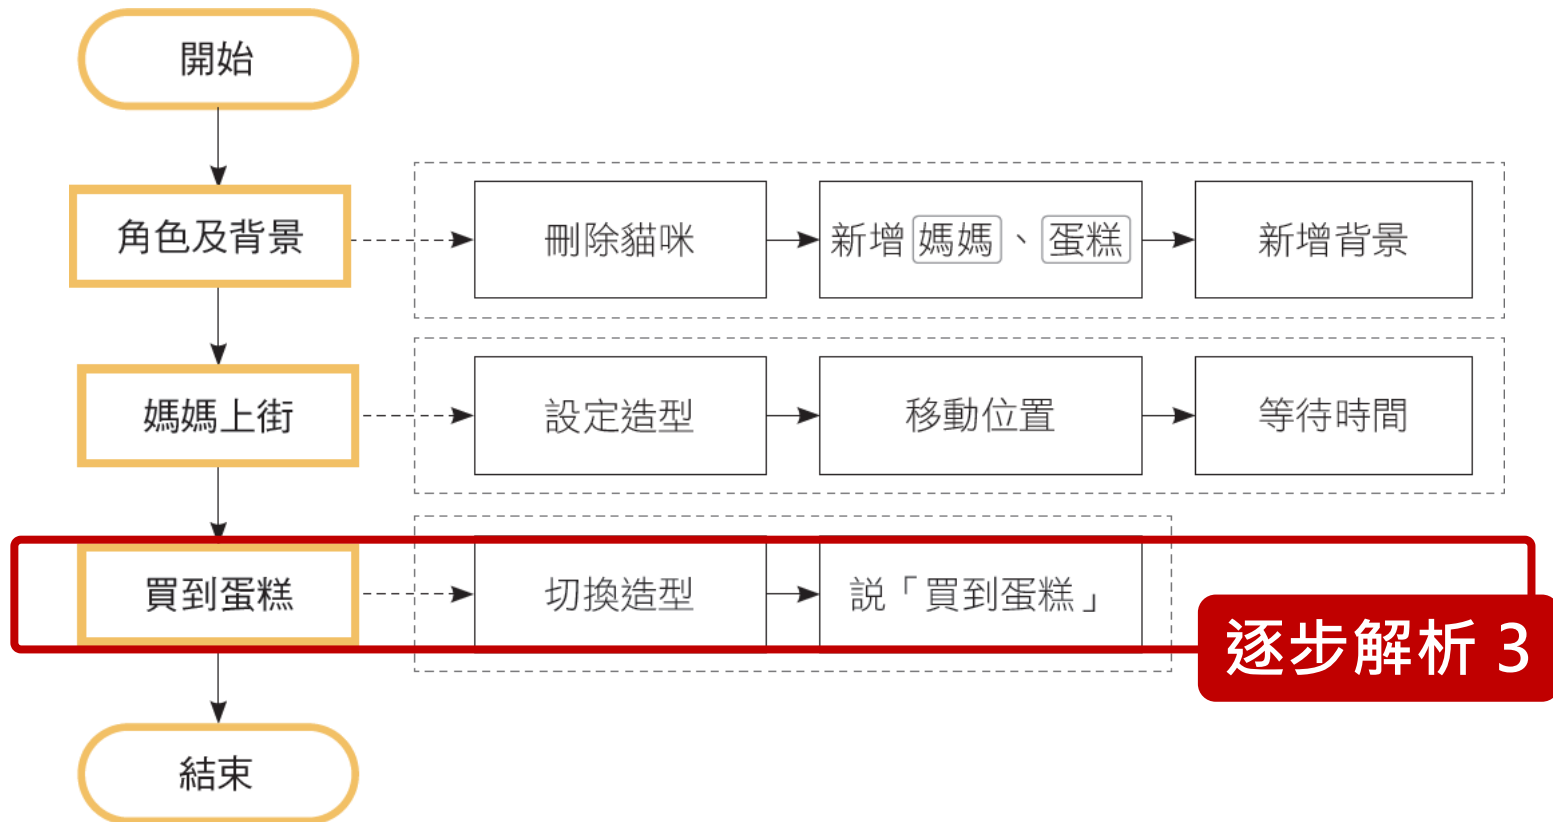 開始
角色及背景
刪除貓咪
新增 媽媽 、 蛋糕
新增背景
媽媽上街
設定造型
移動位置
等待時間
買到蛋糕
切換造型
説「買到蛋糕」
逐步解析 3
結束